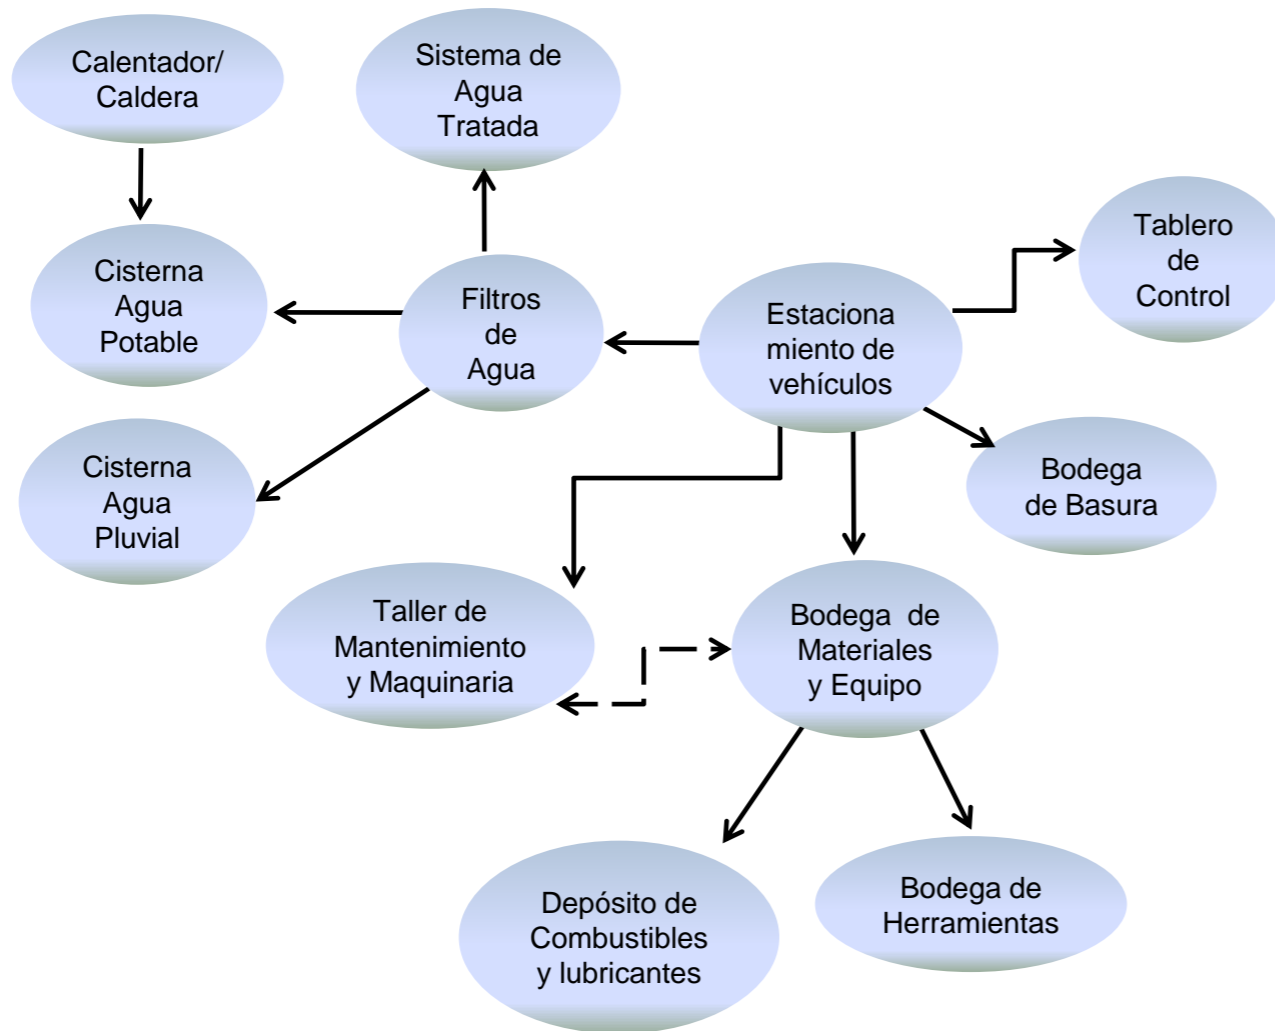 Calentador/
Caldera
Sistema de
Agua
Tratada
Tablero
de
Control
Cisterna
Agua
Potable
Filtros
de
Agua
Estaciona
miento de
vehículos
Cisterna
Agua
Pluvial
Bodega
de Basura
Taller de
Mantenimiento
y Maquinaria
Bodega de
Materiales
y Equipo
Depósito de
Combustibles
y lubricantes
Bodega de
Herramientas